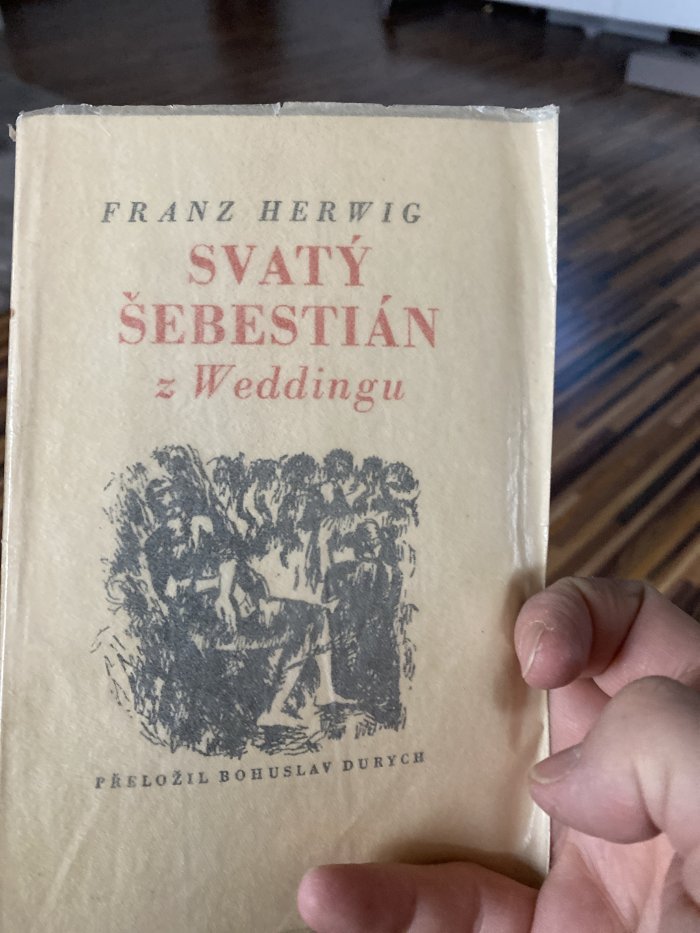 FRANZ HERWIG
SVATÝ
ŠEBESTIÁN
z Weddingu
PŘELOŽIL BOHUSLAV DURYCH